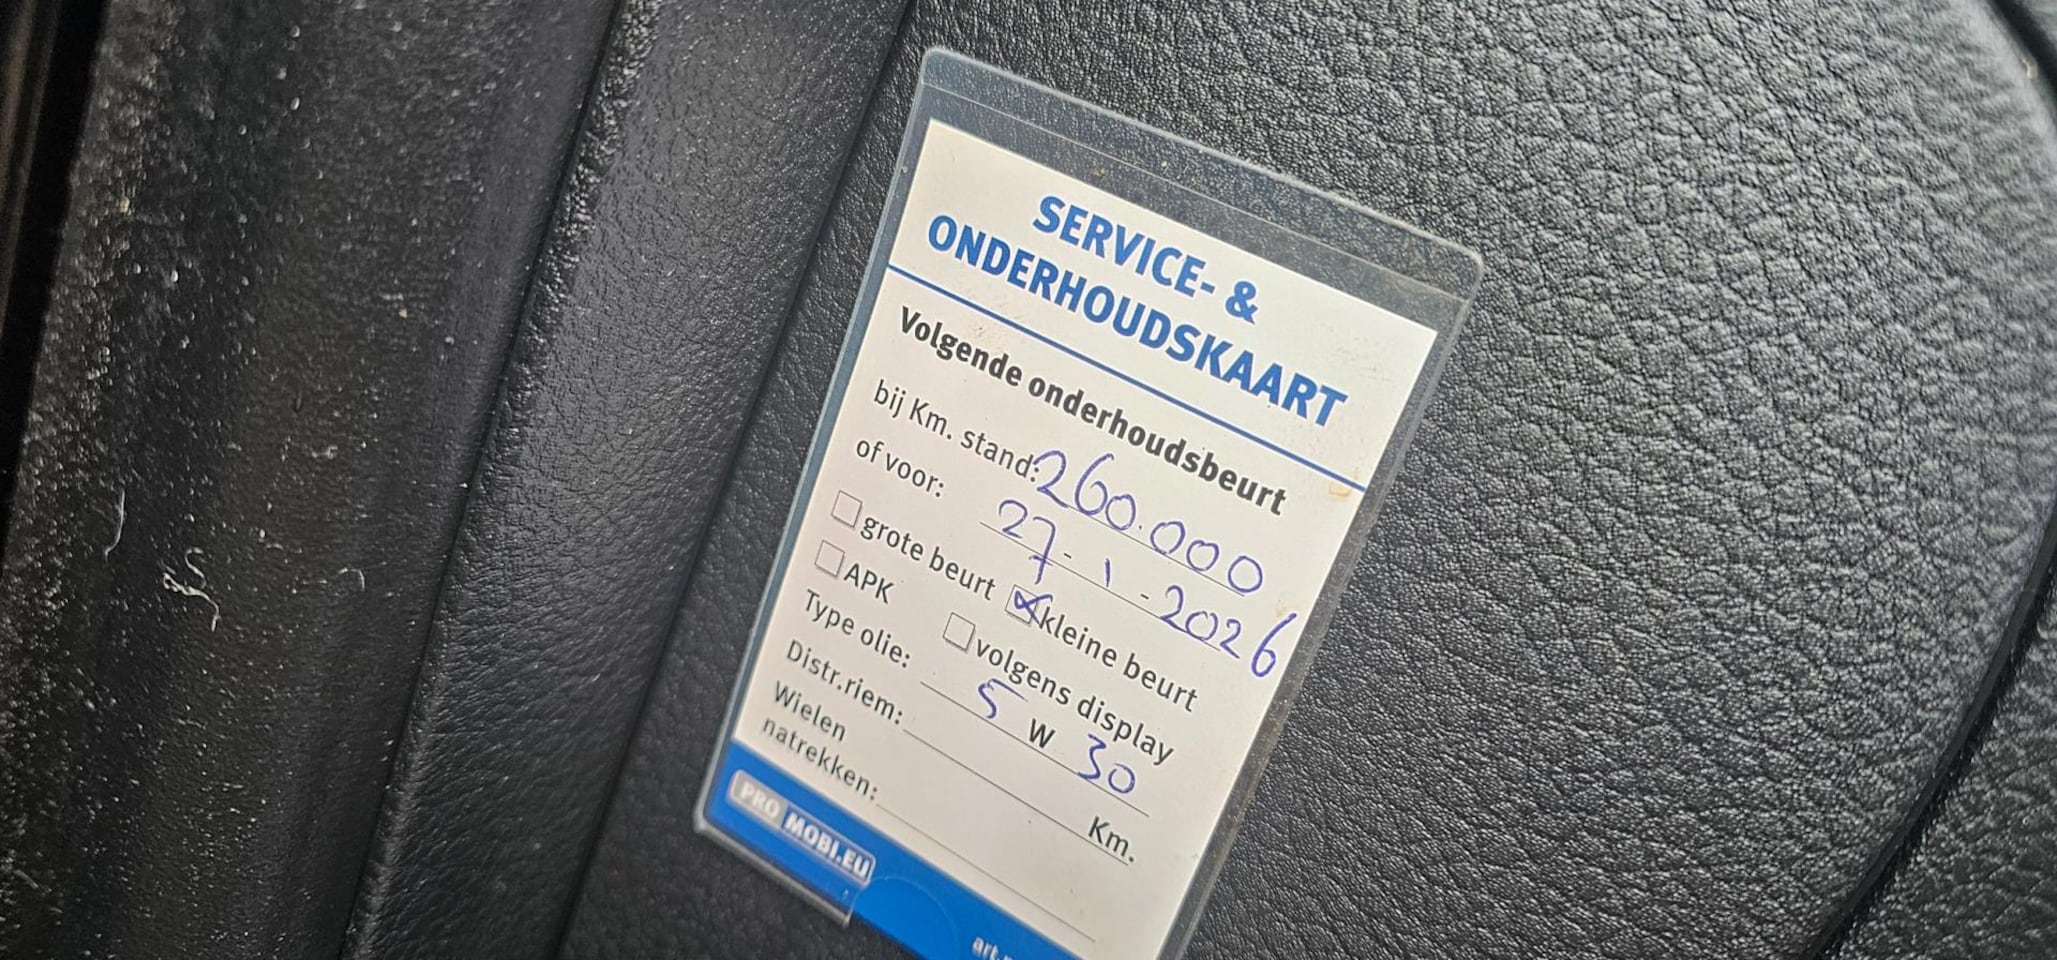 SERVICE- &
ONDERHOUDSKAART
Volgende onderhoudsbeurt
bij Km. stand: 260.000
of voor: 27-1-2026
grote beurt kleine beurt
APK volgens display
Type olie: 5 W 30
Distr.riem: Km.
Wielen
natrekken:
PRO MOBI.EU